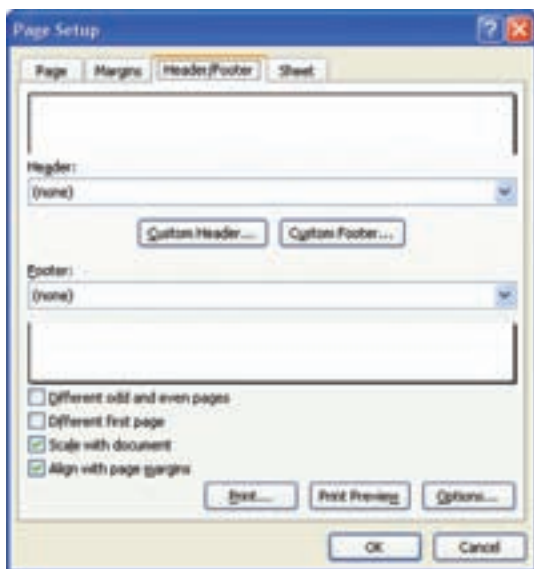 Page Setup
Page Margins Header/Footer Sheet
Header:
(none)
Custom Header... Custom Footer...
Footer:
(none)
Different odd and even pages
Different first page
Scale with document
Align with page margins
Print... Print Preview Options...
OK Cancel